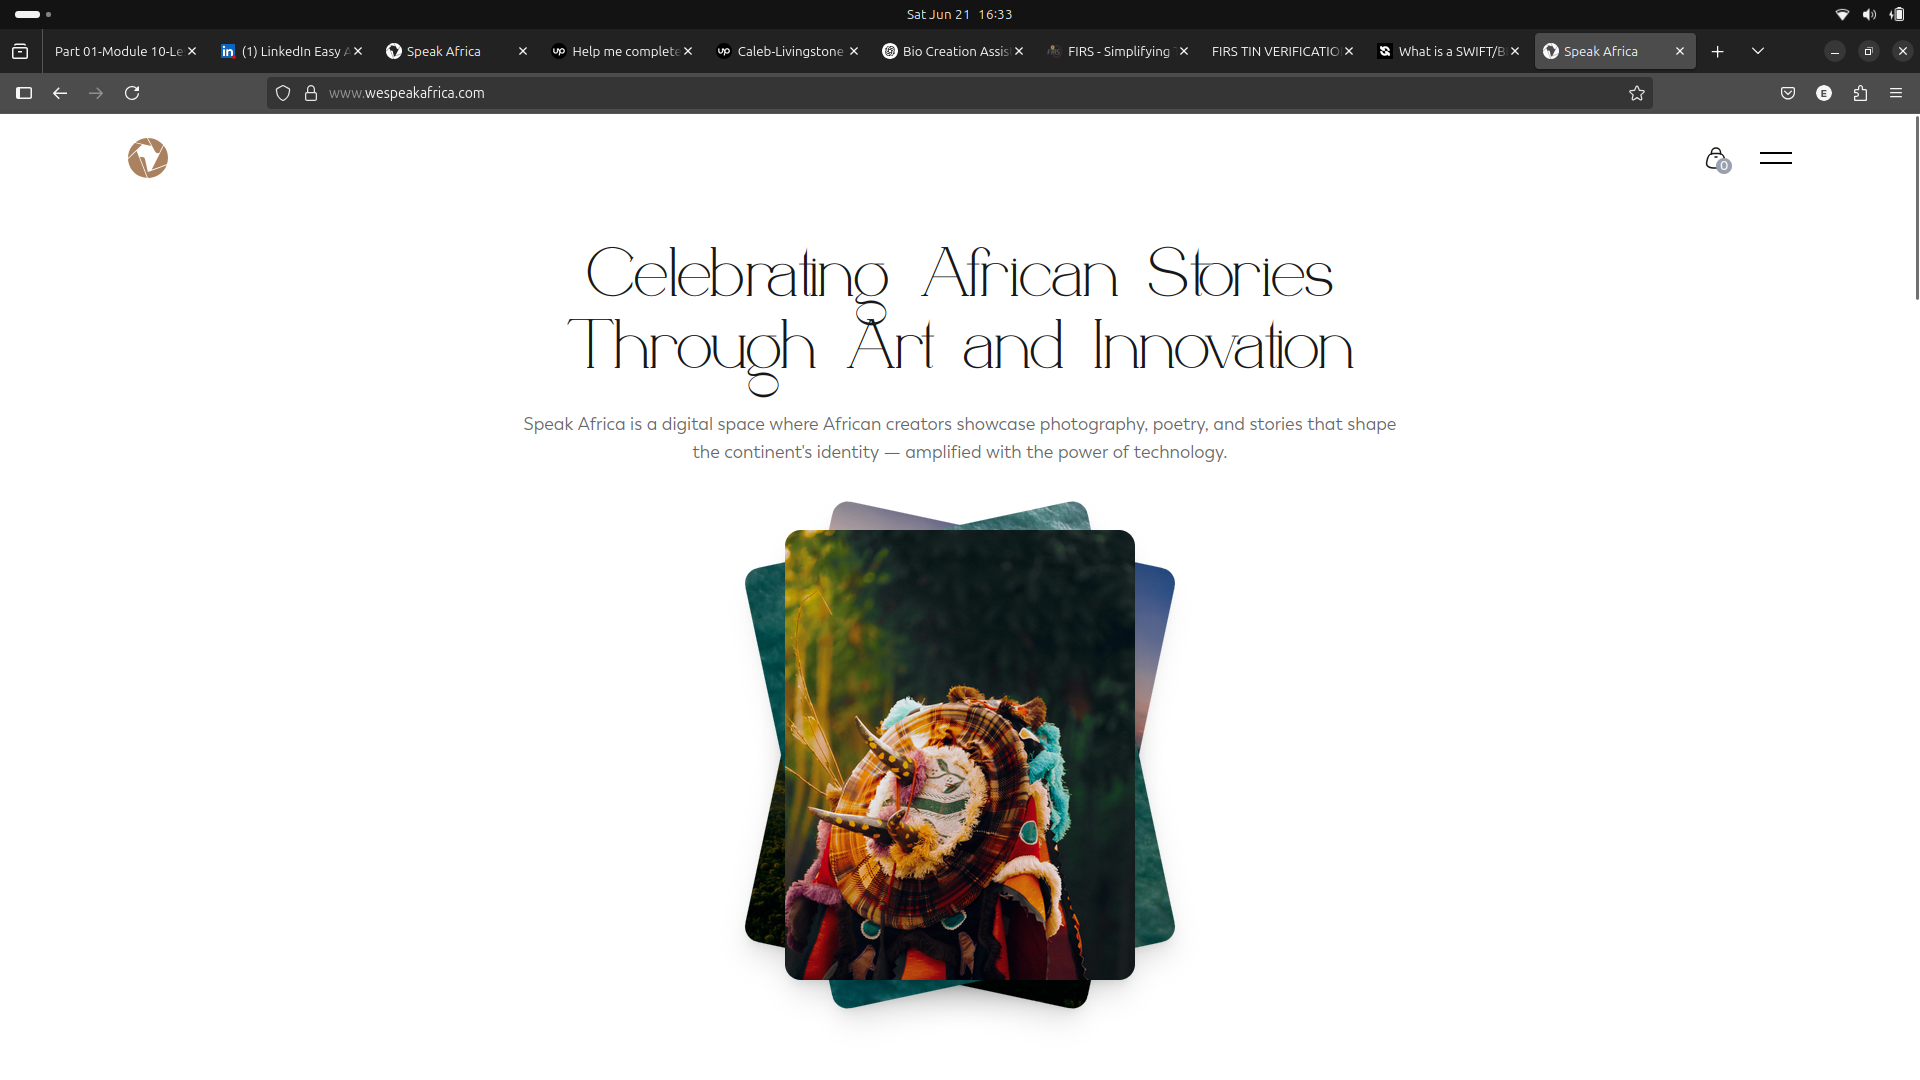 Sat Jun 21 16:33
Part 01-Module 10-Le
(1) LinkedIn Easy A
Speak Africa
Help me complete
Caleb-Livingstone
Bio Creation Assis
FIRS - Simplifying T
FIRS TIN VERIFICATIO
What is a SWIFT/B
Speak Africa
www.wespeakafrica.com
E
0
Celebrating African Stories
Through Art and Innovation
Speak Africa is a digital space where African creators showcase photography, poetry, and stories that shape
the continent's identity — amplified with the power of technology.